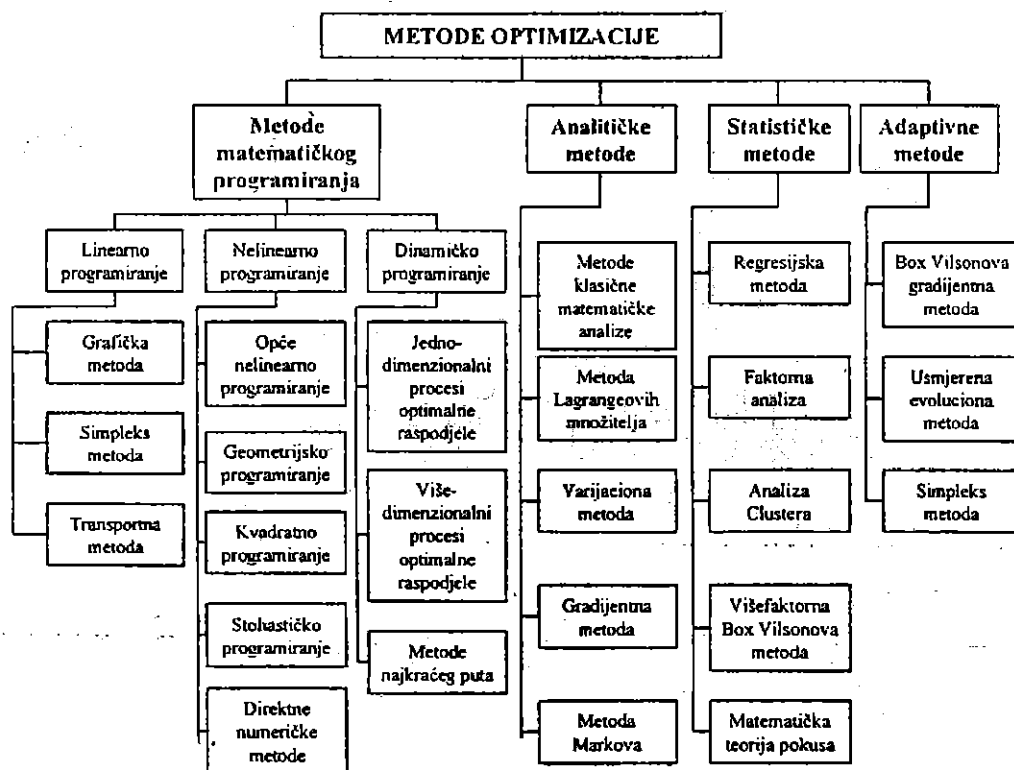 METODE OPTIMIZACIJE
Metode
matematičkog
programiranja
Analitičke
metode
Statističke
metode
Adaptivne
metode
Linearno
programiranje
Nelinearno
programiranje
Dinamičko
programiranje
Grafička
metoda
Simpleks
metoda
Transportna
metoda
Opće
nelinearno
programiranje
Geometrijsko
programiranje
Kvadratno
programiranje
Stohastičko
programiranje
Direktne
numeričke
metode
Jedno-
dimenzionalni
procesi
optimalne
raspodjele
Više-
dimenzionalni
procesi
optimalne
raspodjele
Metode
najkraćeg puta
Metode
klasične
matematičke
analize
Metoda
Lagrangeovih
množitelja
Varijaciona
metoda
Gradijentna
metoda
Metoda
Markova
Regresijska
metoda
Faktorna
analiza
Analiza
Clustera
Višefaktorna
Box Vilsonova
metoda
Matematička
teorija pokusa
Box Vilsonova
gradijentna
metoda
Usmjerena
evoluciona
metoda
Simpleks
metoda